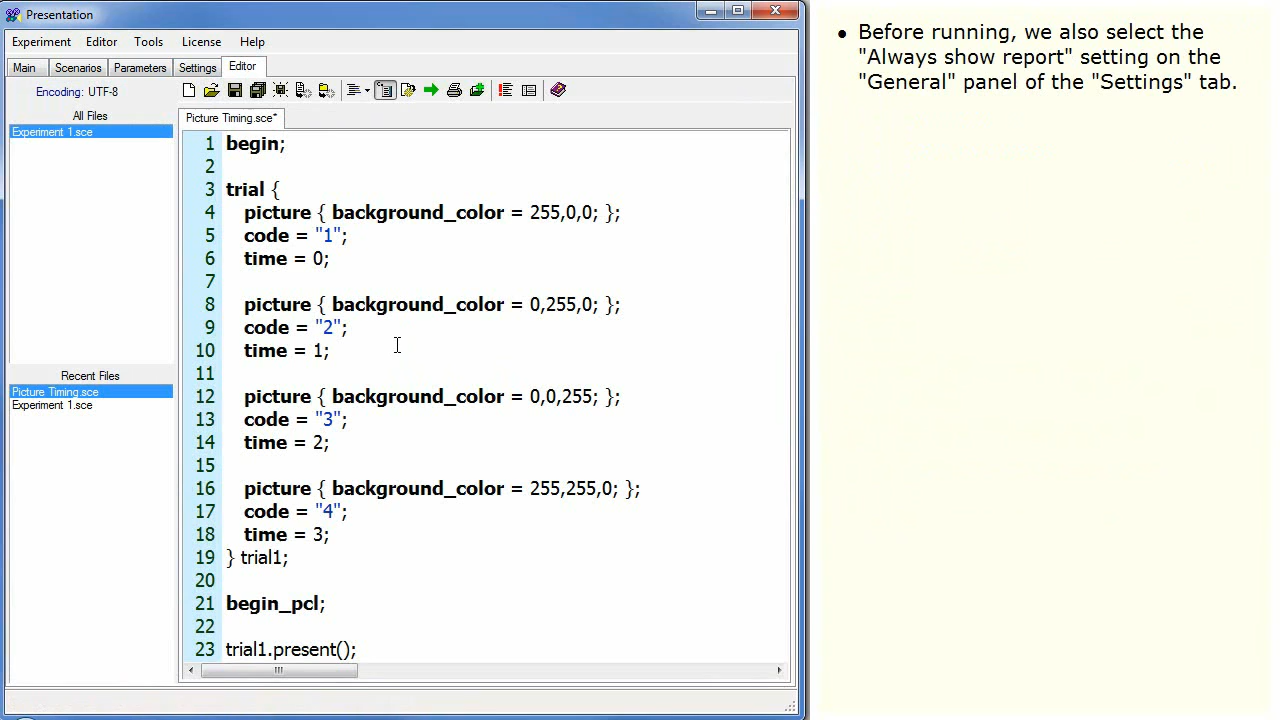 Presentation
Experiment Editor Tools License Help
Main Scenarios Parameters Settings Editor
Encoding: UTF-8
All Files
Experiment 1.sce
Recent Files
Picture Timing.sce
Experiment 1.sce
Picture Timing.sce*
1 begin;
2
3 trial {
4 picture { background_color = 255,0,0; };
5 code = "1";
6 time = 0;
7
8 picture { background_color = 0,255,0; };
9 code = "2";
10 time = 1;
11
12 picture { background_color = 0,0,255; };
13 code = "3";
14 time = 2;
15
16 picture { background_color = 255,255,0; };
17 code = "4";
18 time = 3;
19 } trial1;
20
21 begin_pcl;
22
23 trial1.present();
• Before running, we also select the
"Always show report" setting on the
"General" panel of the "Settings" tab.